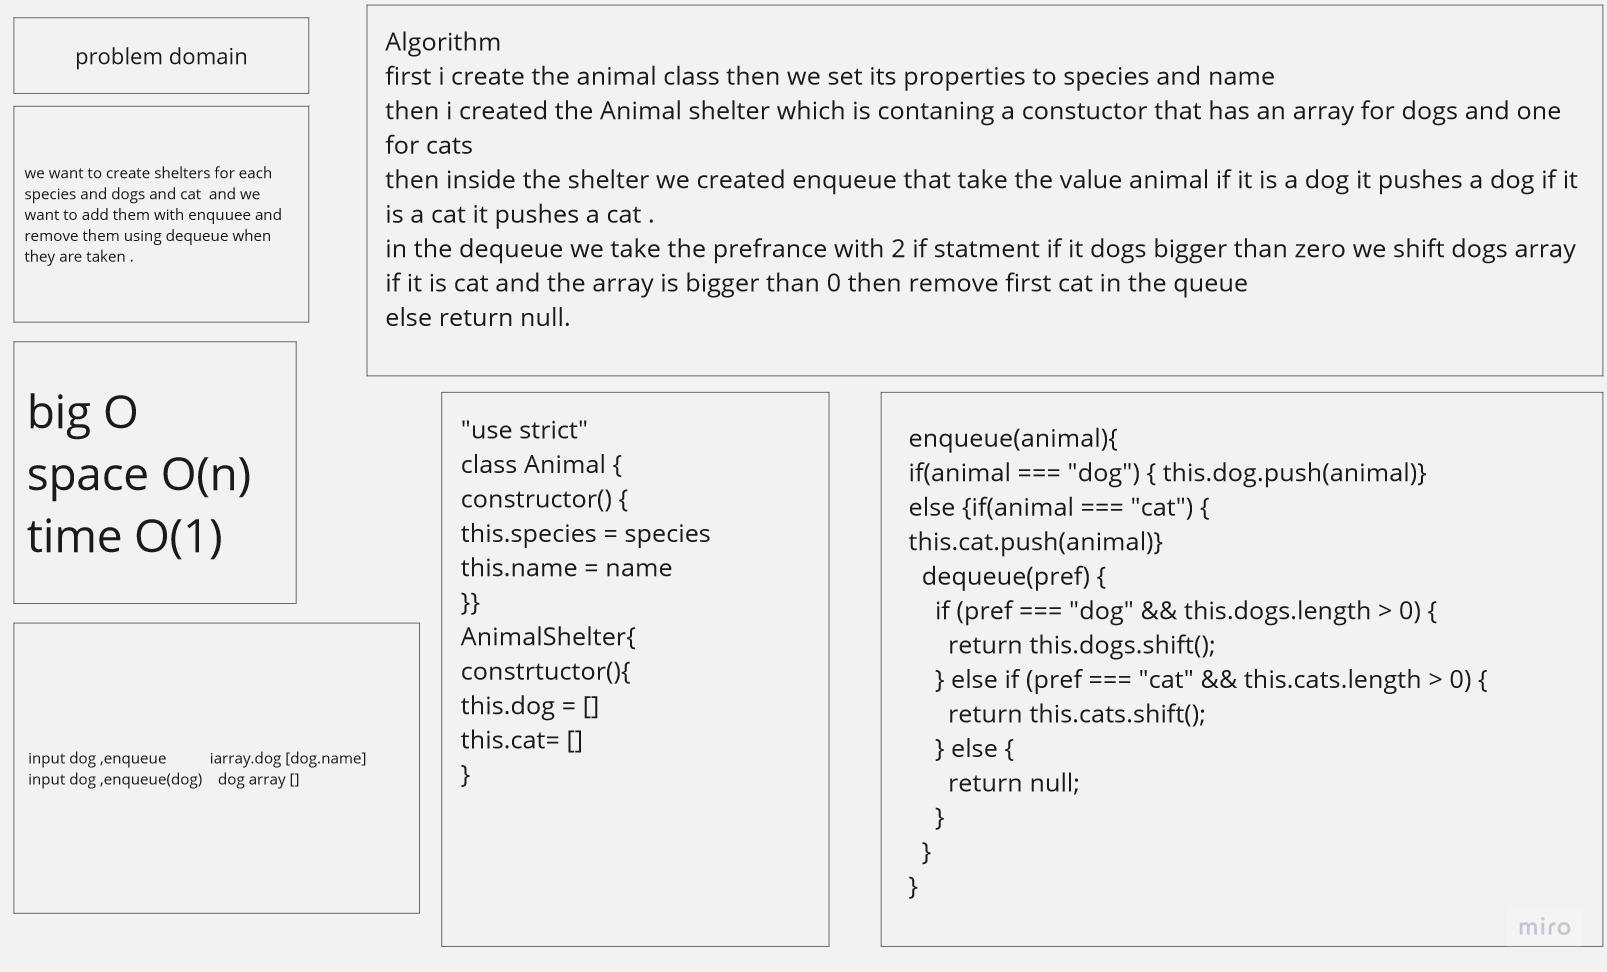 problem domain
we want to create shelters for each
species and dogs and cat  and we
want to add them with enquuee and
remove them using dequeue when
they are taken .
big O
space O(n)
time O(1)
input dog ,enqueue           iarray.dog [dog.name]
input dog ,enqueue(dog)    dog array []
Algorithm
first i create the animal class then we set its properties to species and name
then i created the Animal shelter which is contaning a constuctor that has an array for dogs and one
for cats
then inside the shelter we created enqueue that take the value animal if it is a dog it pushes a dog if it
is a cat it pushes a cat .
in the dequeue we take the prefrance with 2 if statment if it dogs bigger than zero we shift dogs array
if it is cat and the array is bigger than 0 then remove first cat in the queue
else return null.
"use strict"
class Animal {
constructor() {
this.species = species
this.name = name
}}
AnimalShelter{
constrtuctor(){
this.dog = []
this.cat= []
}
enqueue(animal){
if(animal === "dog") { this.dog.push(animal)}
else {if(animal === "cat") {
this.cat.push(animal)}
  dequeue(pref) {
    if (pref === "dog" && this.dogs.length > 0) {
      return this.dogs.shift();
    } else if (pref === "cat" && this.cats.length > 0) {
      return this.cats.shift();
    } else {
      return null;
    }
  }
}
miro